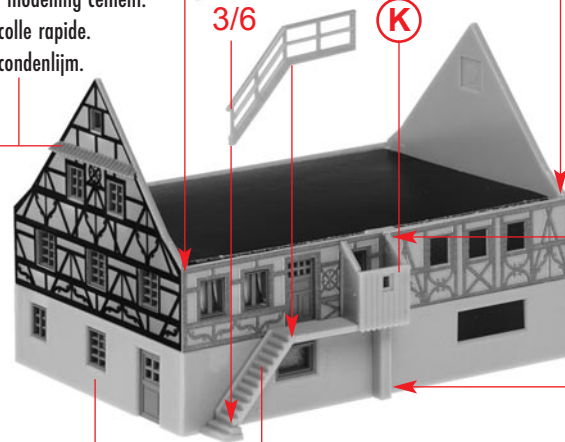 modelling cement.
colle rapide.
condenlijm.
3/6
K